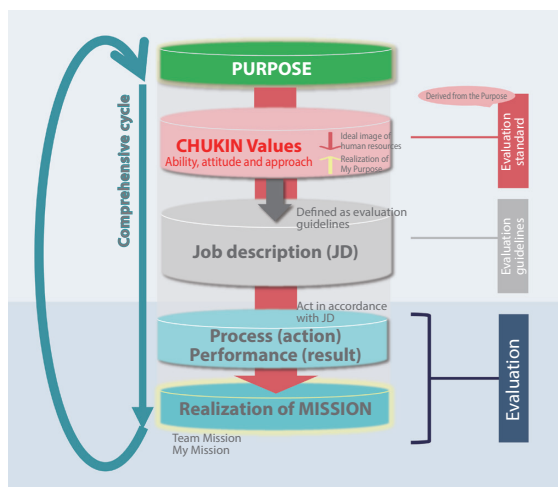 PURPOSE
Derived from the Purpose
CHUKIN Values
Ability, attitude and approach
Ideal image of
human resources
Realization of
My Purpose
Evaluation
standard
Comprehensive cycle
Defined as evaluation
guidelines
Job description (JD)
Evaluation
guidelines
Act in accordance
with JD
Process (action)
Performance (result)
Evaluation
Realization of MISSION
Team Mission
My Mission